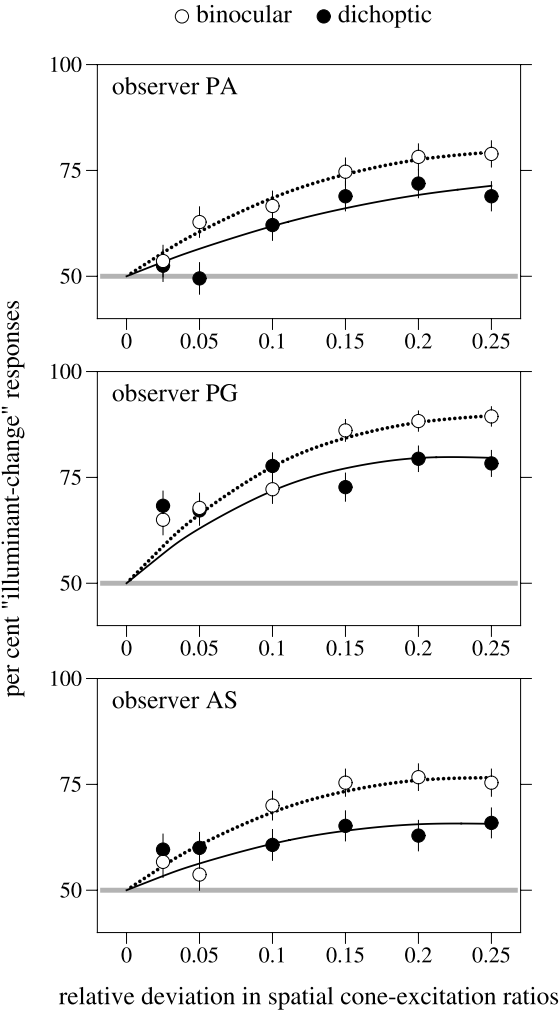 binocular dichoptic
observer PA
100
75
50
0 0.05 0.1 0.15 0.2 0.25
observer PG
100
75
50
0 0.05 0.1 0.15 0.2 0.25
observer AS
100
75
50
0 0.05 0.1 0.15 0.2 0.25
per cent "illuminant-change" responses
relative deviation in spatial cone-excitation ratios